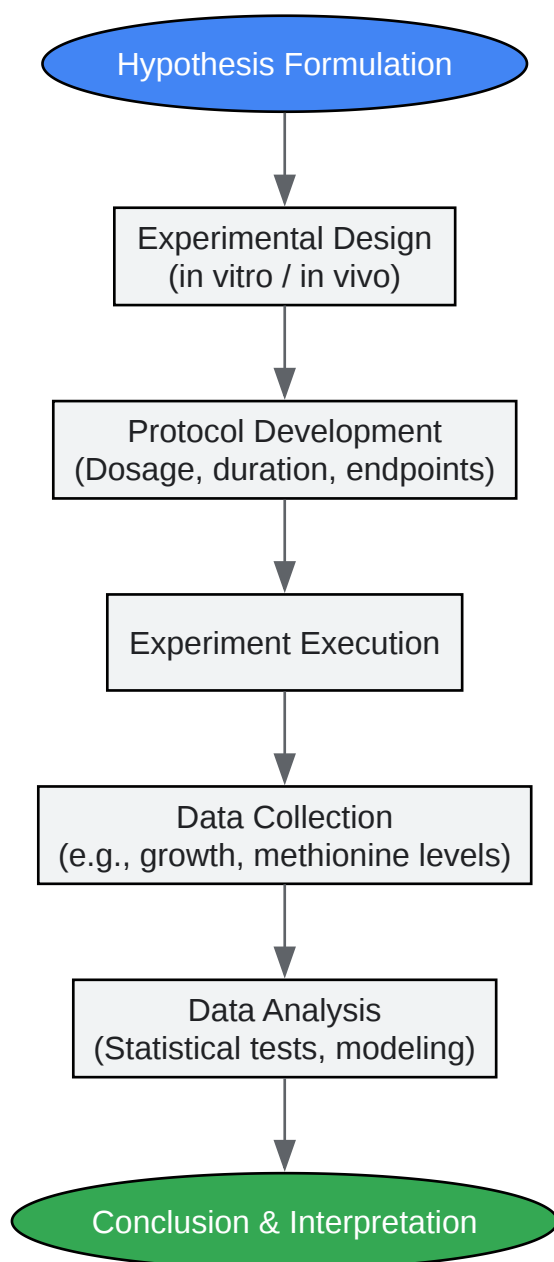 Hypothesis Formulation
Experimental Design
(in vitro / in vivo)
Protocol Development
(Dosage, duration, endpoints)
Experiment Execution
Data Collection
(e.g., growth, methionine levels)
Data Analysis
(Statistical tests, modeling)
Conclusion & Interpretation